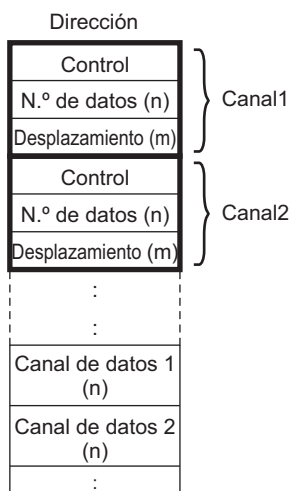 Dirección
Control
N.º de datos (n)
Desplazamiento (m)
Canal1
Control
N.º de datos (n)
Desplazamiento (m)
Canal2
:
:
Canal de datos 1
(n)
Canal de datos 2
(n)
: